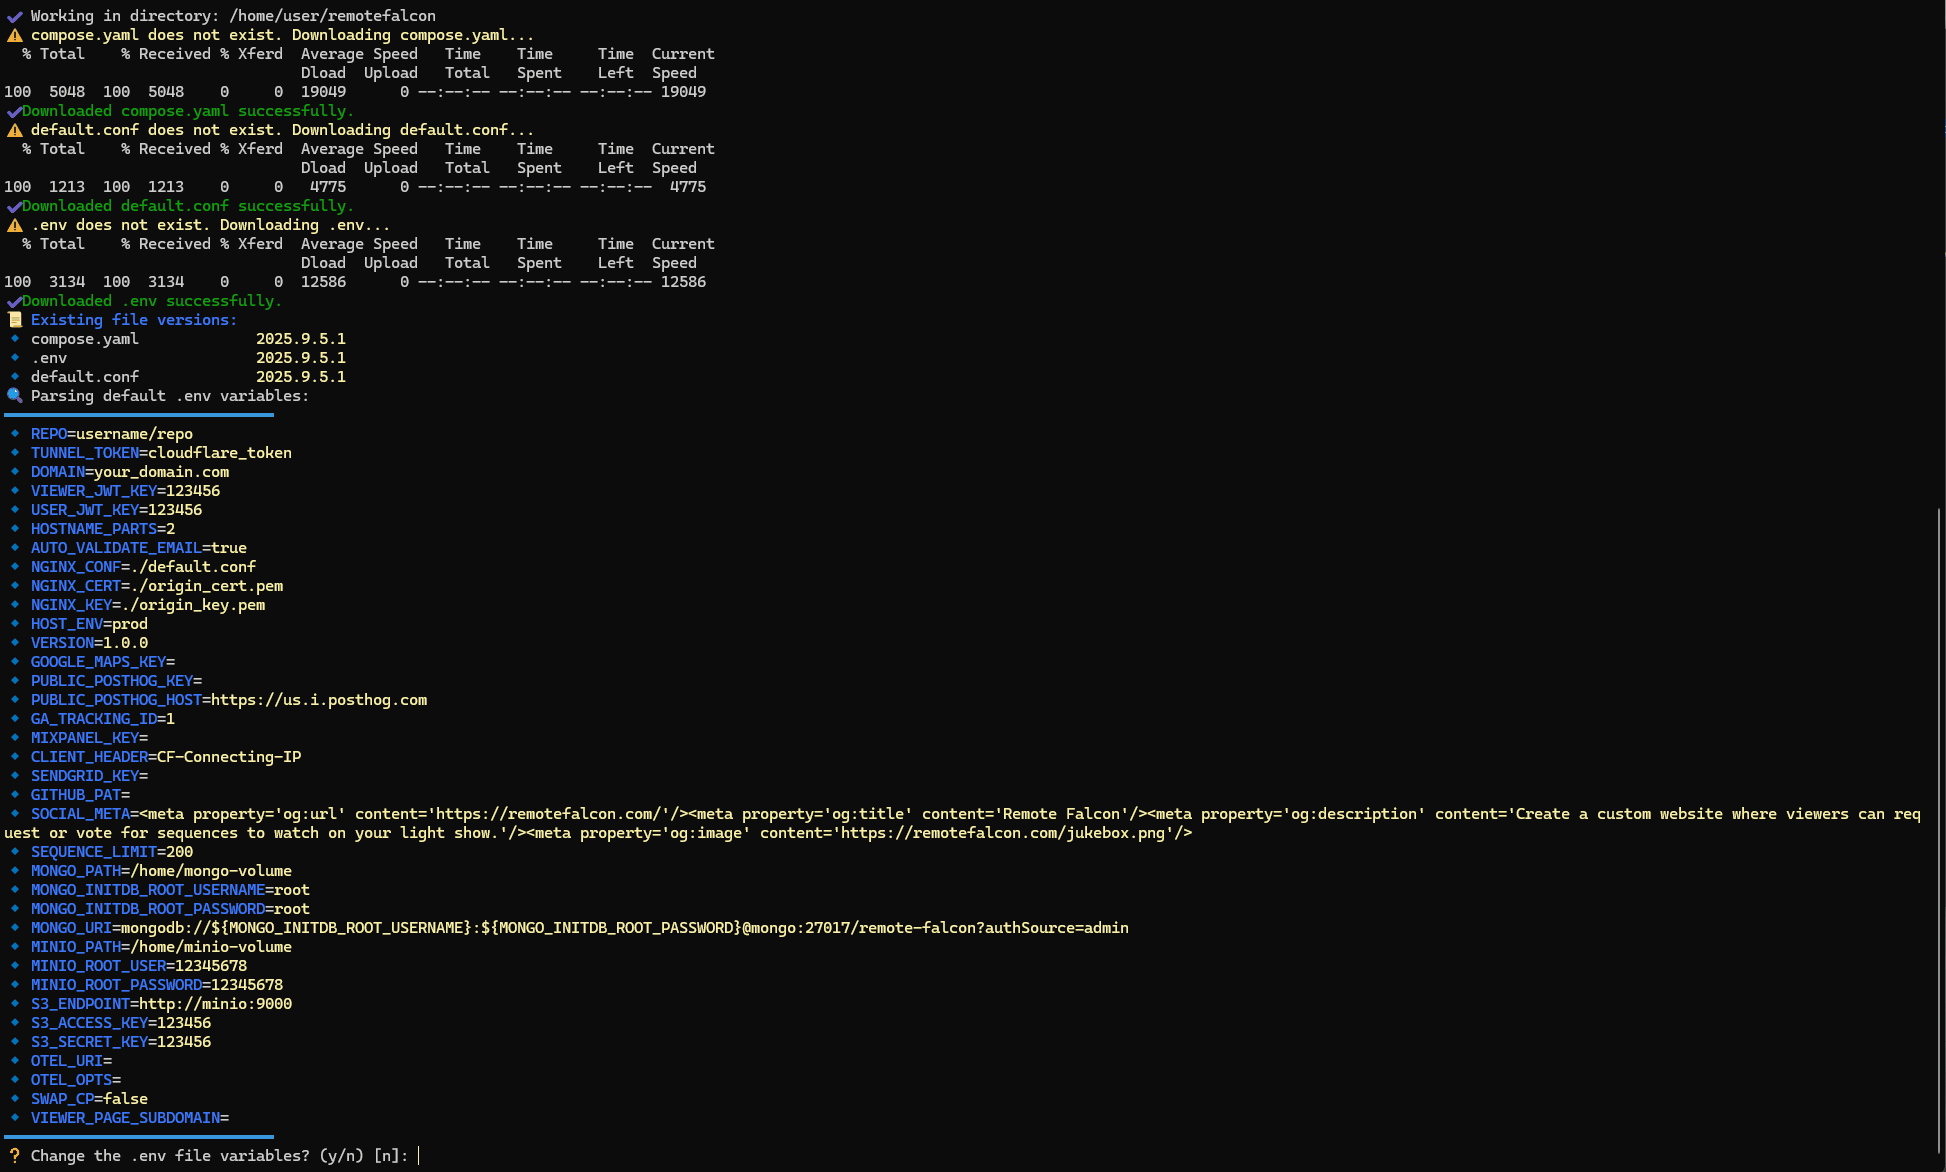 Working in directory: /home/user/remotefalcon
compose.yaml does not exist. Downloading compose.yaml...
% Total % Received % Xferd Average Speed Time Time Time Current
Dload Upload Total Spent Left Speed
100 5048 100 5048 0 0 19049 0 --:--:-- --:--:-- --:--:-- 19049
Downloaded compose.yaml successfully.
default.conf does not exist. Downloading default.conf...
% Total % Received % Xferd Average Speed Time Time Time Current
Dload Upload Total Spent Left Speed
100 1213 100 1213 0 0 4775 0 --:--:-- --:--:-- --:--:-- 4775
Downloaded default.conf successfully.
.env does not exist. Downloading .env...
% Total % Received % Xferd Average Speed Time Time Time Current
Dload Upload Total Spent Left Speed
100 3134 100 3134 0 0 12586 0 --:--:-- --:--:-- --:--:-- 12586
Downloaded .env successfully.
Existing file versions:
compose.yaml 2025.9.5.1
.env 2025.9.5.1
default.conf 2025.9.5.1
Parsing default .env variables:
REPO=username/repo
TUNNEL_TOKEN=cloudflare_token
DOMAIN=your_domain.com
VIEWER_JWT_KEY=123456
USER_JWT_KEY=123456
HOSTNAME_PARTS=2
AUTO_VALIDATE_EMAIL=true
NGINX_CONF=./default.conf
NGINX_CERT=./origin_cert.pem
NGINX_KEY=./origin_key.pem
HOST_ENV=prod
VERSION=1.0.0
GOOGLE_MAPS_KEY=
PUBLIC_POSTHOG_KEY=
PUBLIC_POSTHOG_HOST=https://us.i.posthog.com
GA_TRACKING_ID=1
MIXPANEL_KEY=
CLIENT_HEADER=CF-Connecting-IP
SENDGRID_KEY=
GITHUB_PAT=
SOCIAL_META=<meta property='og:url' content='https://remotefalcon.com/'/><meta property='og:title' content='Remote Falcon'/><meta property='og:description' content='Create a custom website where viewers can req
uest or vote for sequences to watch on your light show.'/><meta property='og:image' content='https://remotefalcon.com/jukebox.png'/>
SEQUENCE_LIMIT=200
MONGO_PATH=/home/mongo-volume
MONGO_INITDB_ROOT_USERNAME=root
MONGO_INITDB_ROOT_PASSWORD=root
MONGO_URI=mongodb://${MONGO_INITDB_ROOT_USERNAME}:${MONGO_INITDB_ROOT_PASSWORD}@mongo:27017/remote-falcon?authSource=admin
MINIO_PATH=/home/minio-volume
MINIO_ROOT_USER=12345678
MINIO_ROOT_PASSWORD=12345678
S3_ENDPOINT=http://minio:9000
S3_ACCESS_KEY=123456
S3_SECRET_KEY=123456
OTEL_URI=
OTEL_OPTS=
SWAP_CP=false
VIEWER_PAGE_SUBDOMAIN=
Change the .env file variables? (y/n) [n]: